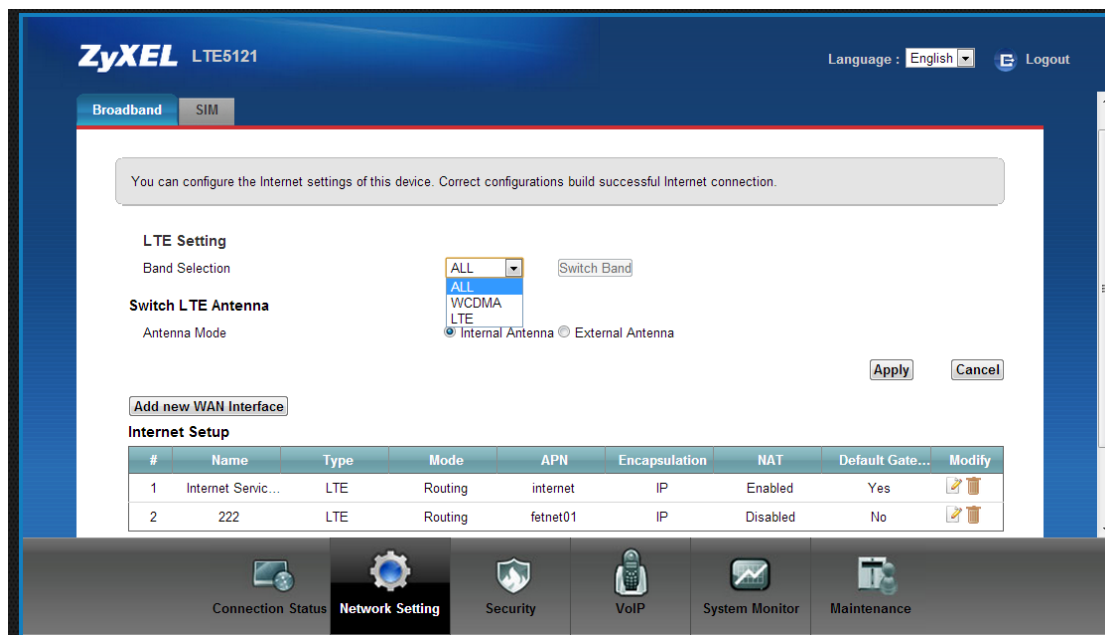 ZyXEL LTE5121
Language : English
Logout
Broadband SIM
You can configure the Internet settings of this device. Correct configurations build successful Internet connection.
LTE Setting
Band Selection ALL Switch Band
ALL
WCDMA
LTE
Switch LTE Antenna
Antenna Mode Internal Antenna External Antenna
Apply Cancel
Add new WAN Interface
Internet Setup
# Name Type Mode APN Encapsulation NAT Default Gate... Modify
1 Internet Servic... LTE Routing internet IP Enabled Yes
2 222 LTE Routing fetnet01 IP Disabled No
Connection Status Network Setting Security VoIP System Monitor Maintenance